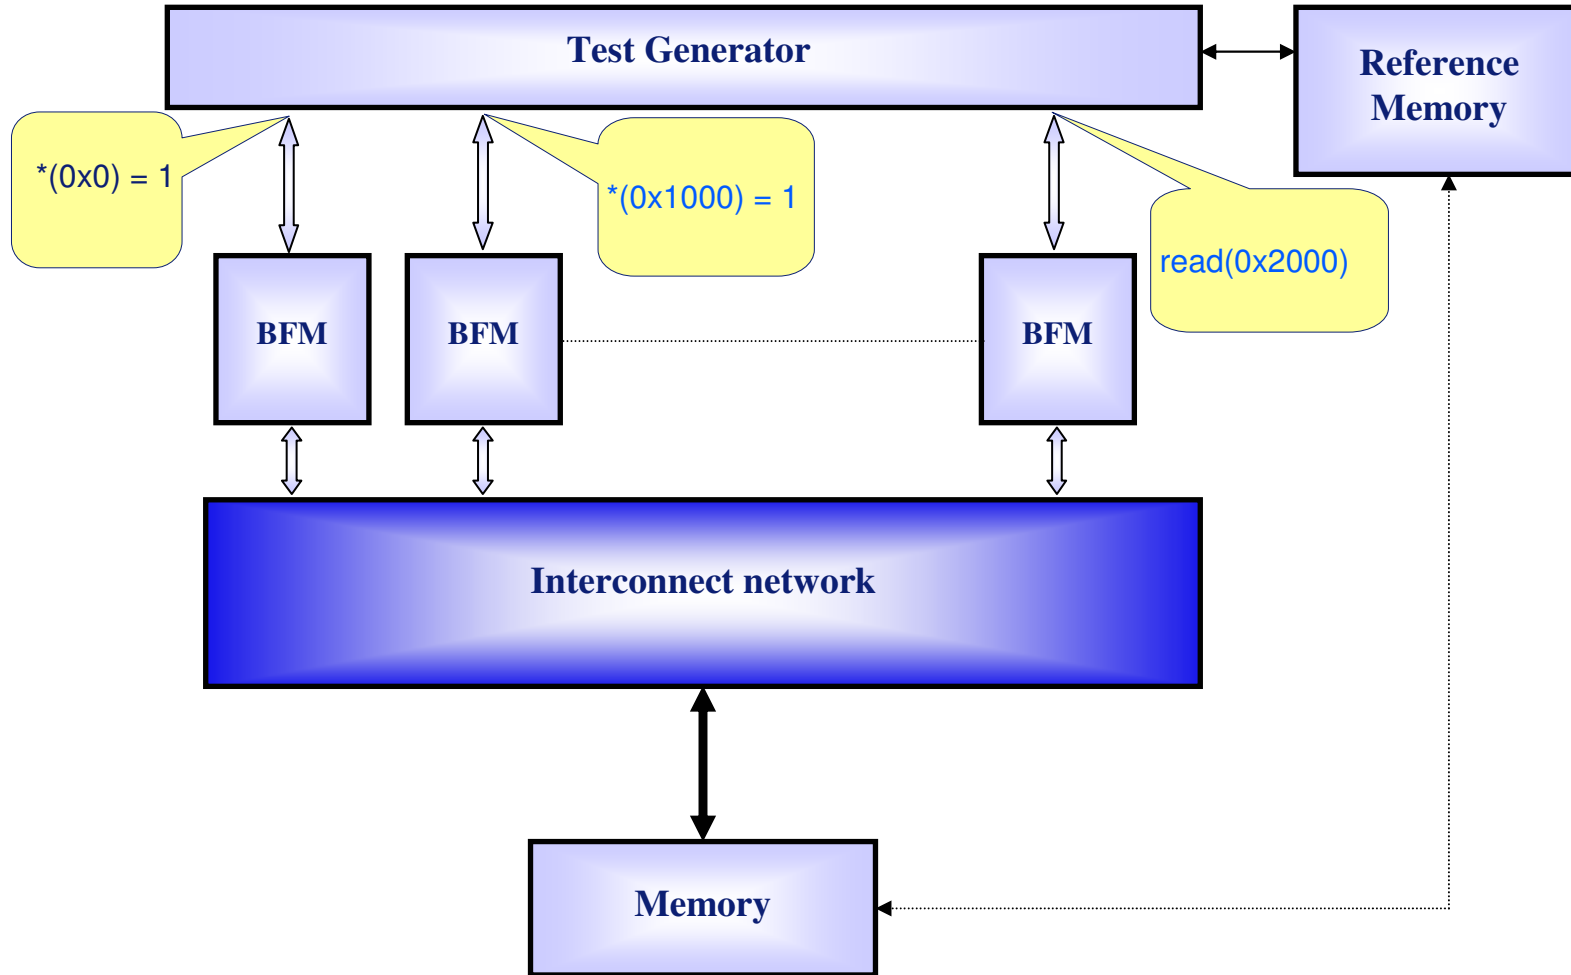 Test Generator
Reference
Memory
*(0x0) = 1
*(0x1000) = 1
read(0x2000)
BFM
BFM
BFM
Interconnect network
Memory